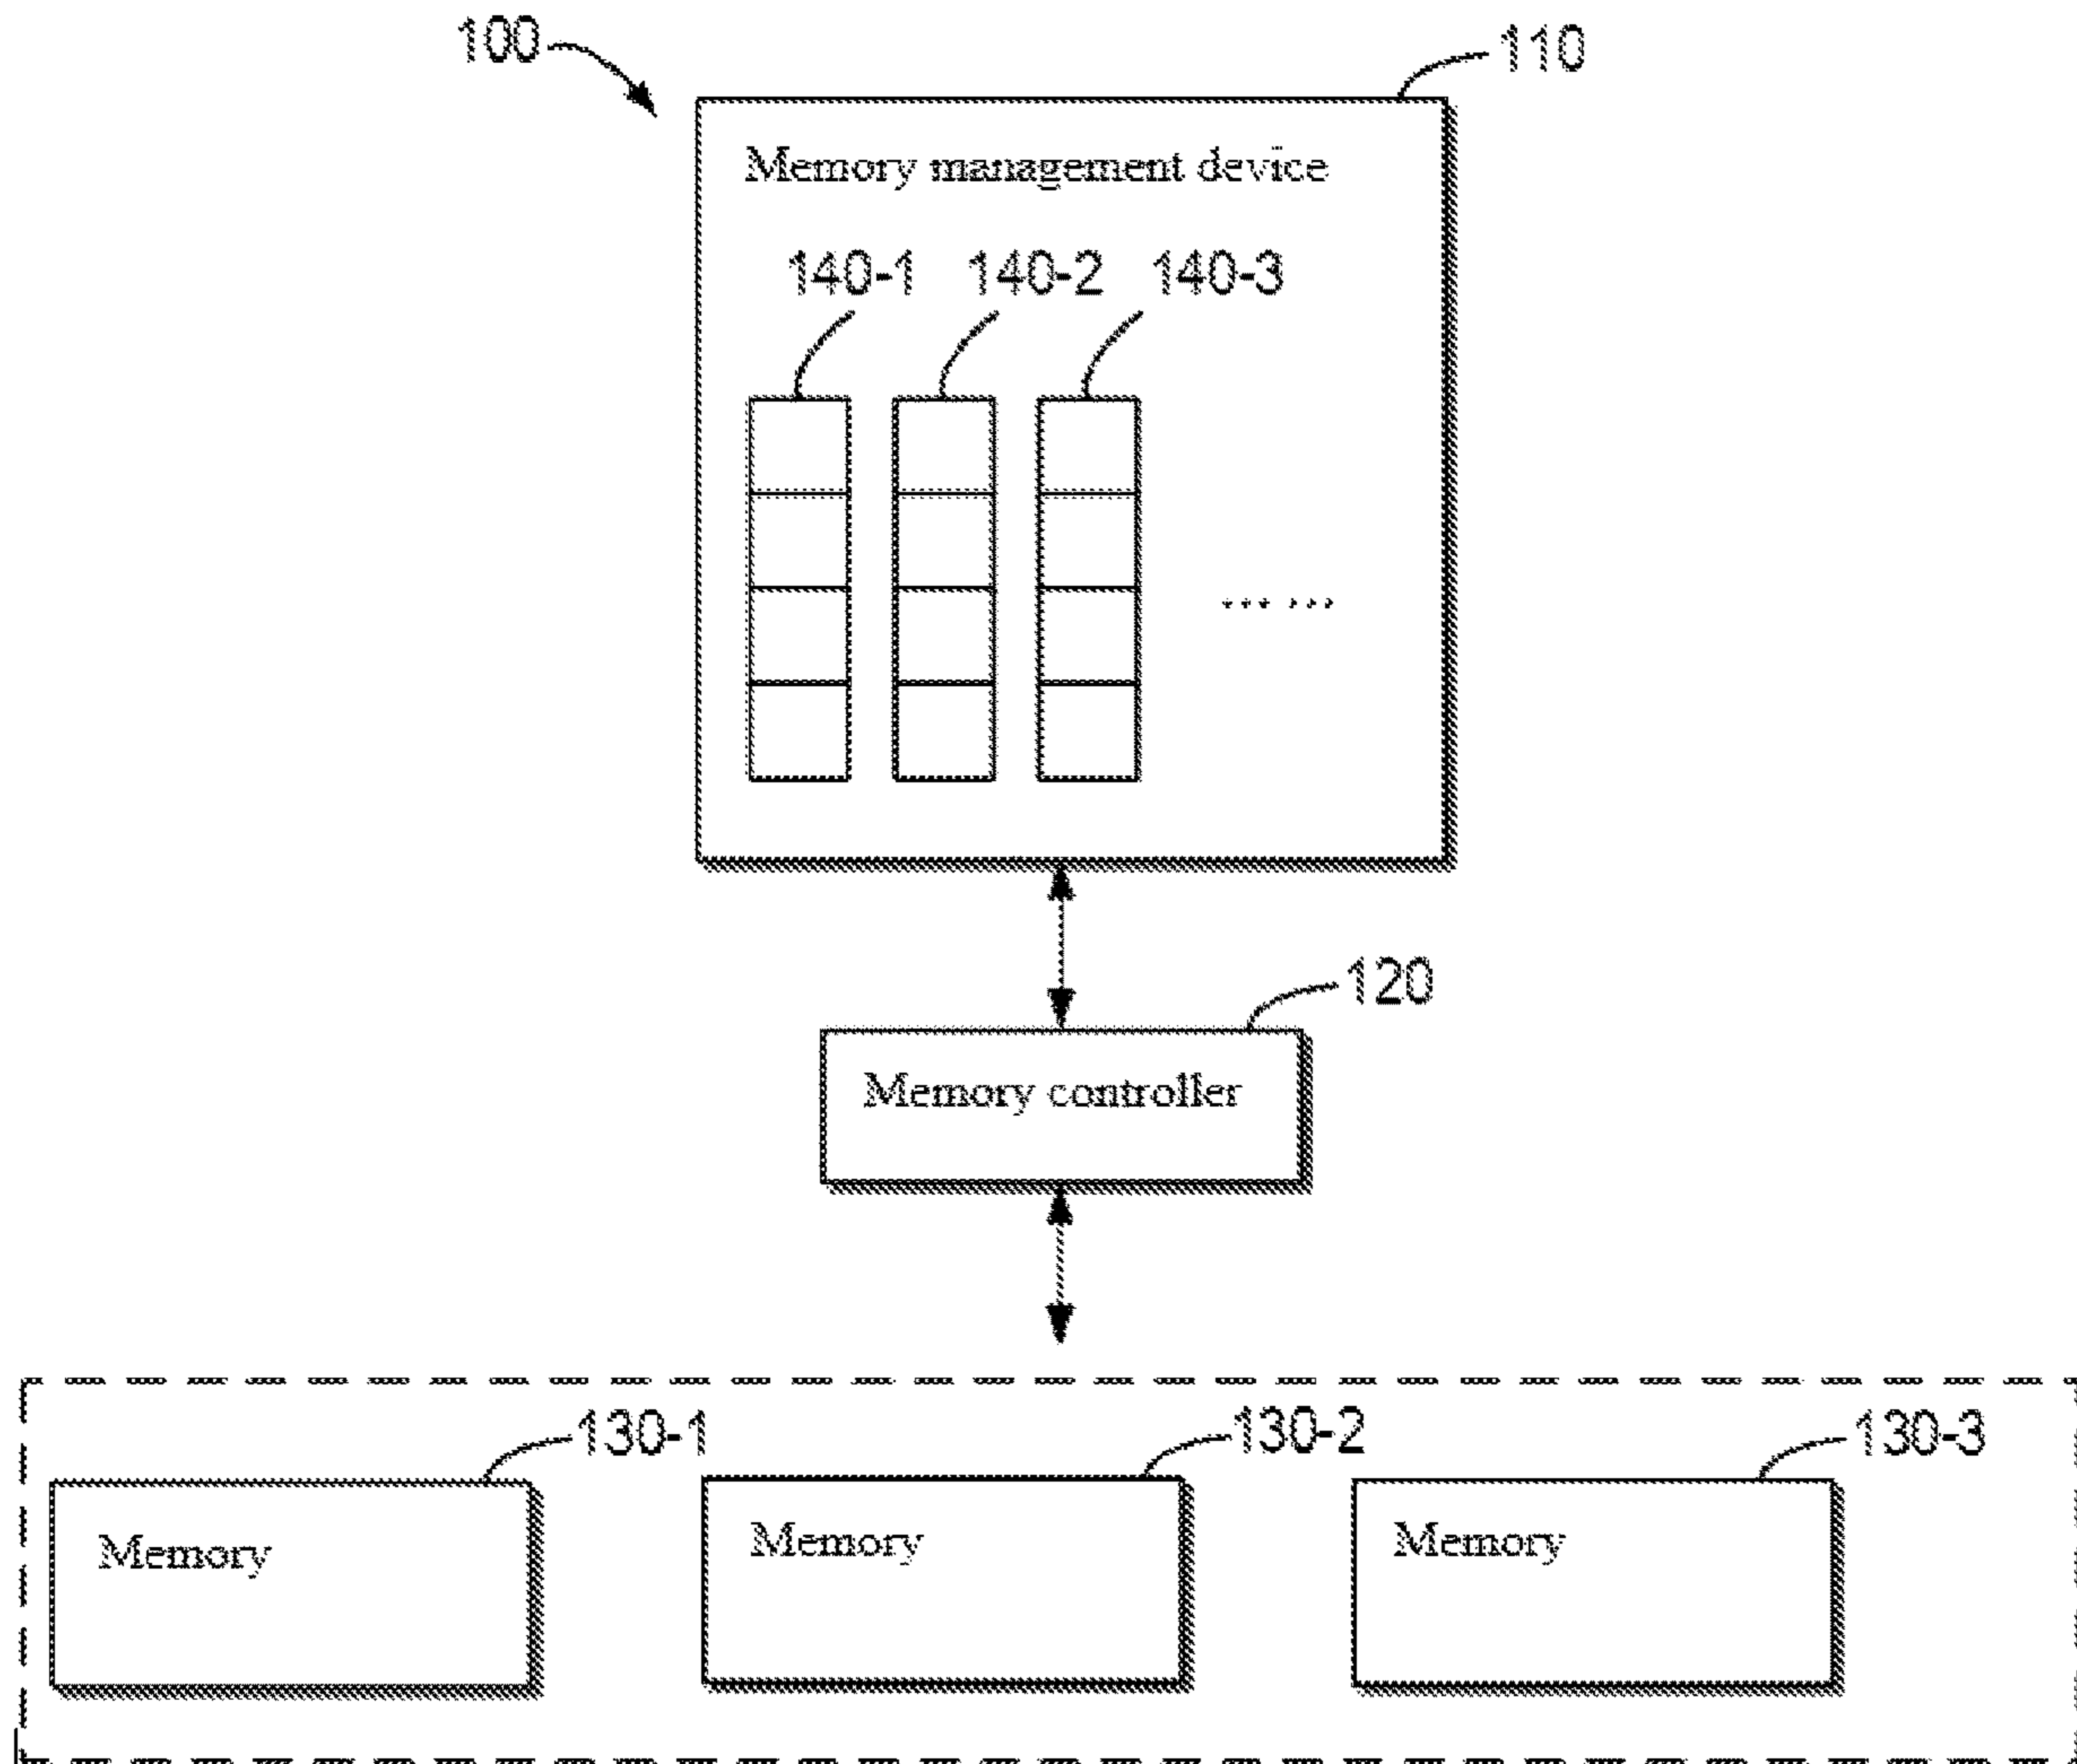 100
110
Memory management device
140-1 140-2 140-3
... ...
120
Memory controller
130-1 130-2 130-3
Memory Memory Memory